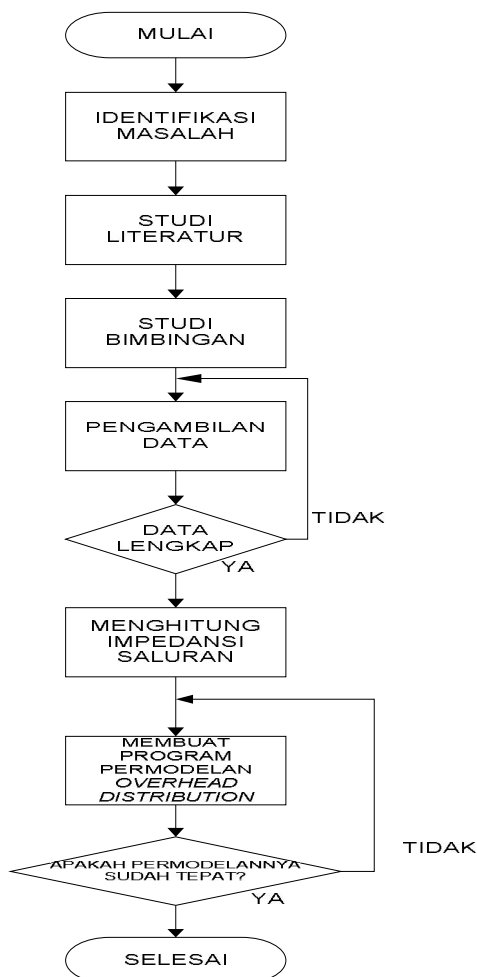 MULAI
IDENTIFIKASI
MASALAH
STUDI
LITERATUR
STUDI
BIMBINGAN
PENGAMBILAN
DATA
TIDAK
DATA
LENGKAP
YA
MENGHITUNG
IMPEDANSI
SALURAN
MEMBUAT
PROGRAM
PERMODELAN
OVERHEAD
DISTRIBUTION
TIDAK
APAKAH PERMODELANNYA
SUDAH TEPAT?
YA
SELESAI